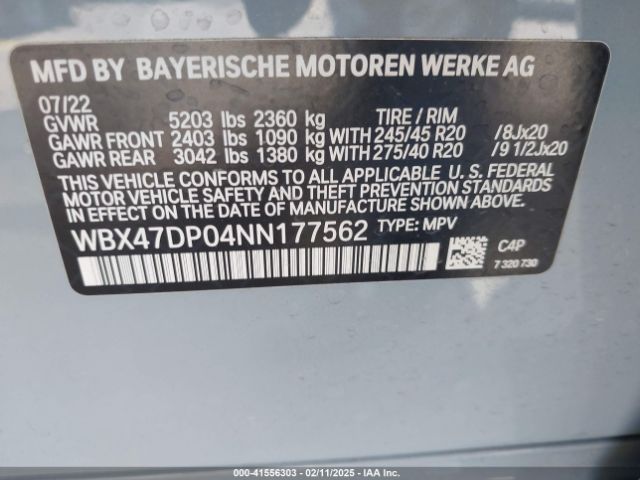 MFD BY BAYERISCHE MOTOREN WERKE AG
07/22
GVWR 5203 lbs 2360 kg TIRE / RIM
GAWR FRONT 2403 lbs 1090 kg WITH 245/45 R20 /8Jx20
GAWR REAR 3042 lbs 1380 kg WITH 275/40 R20 /9 1/2Jx20
THIS VEHICLE CONFORMS TO ALL APPLICABLE U. S. FEDERAL
MOTOR VEHICLE SAFETY AND THEFT PREVENTION STANDARDS
IN EFFECT ON THE DATE OF MANUFACTURE SHOWN ABOVE.
WBX47DP04NN177562 TYPE: MPV
C4P
7 320 730
000-41556303 - 02/11/2025 - IAA, Inc.